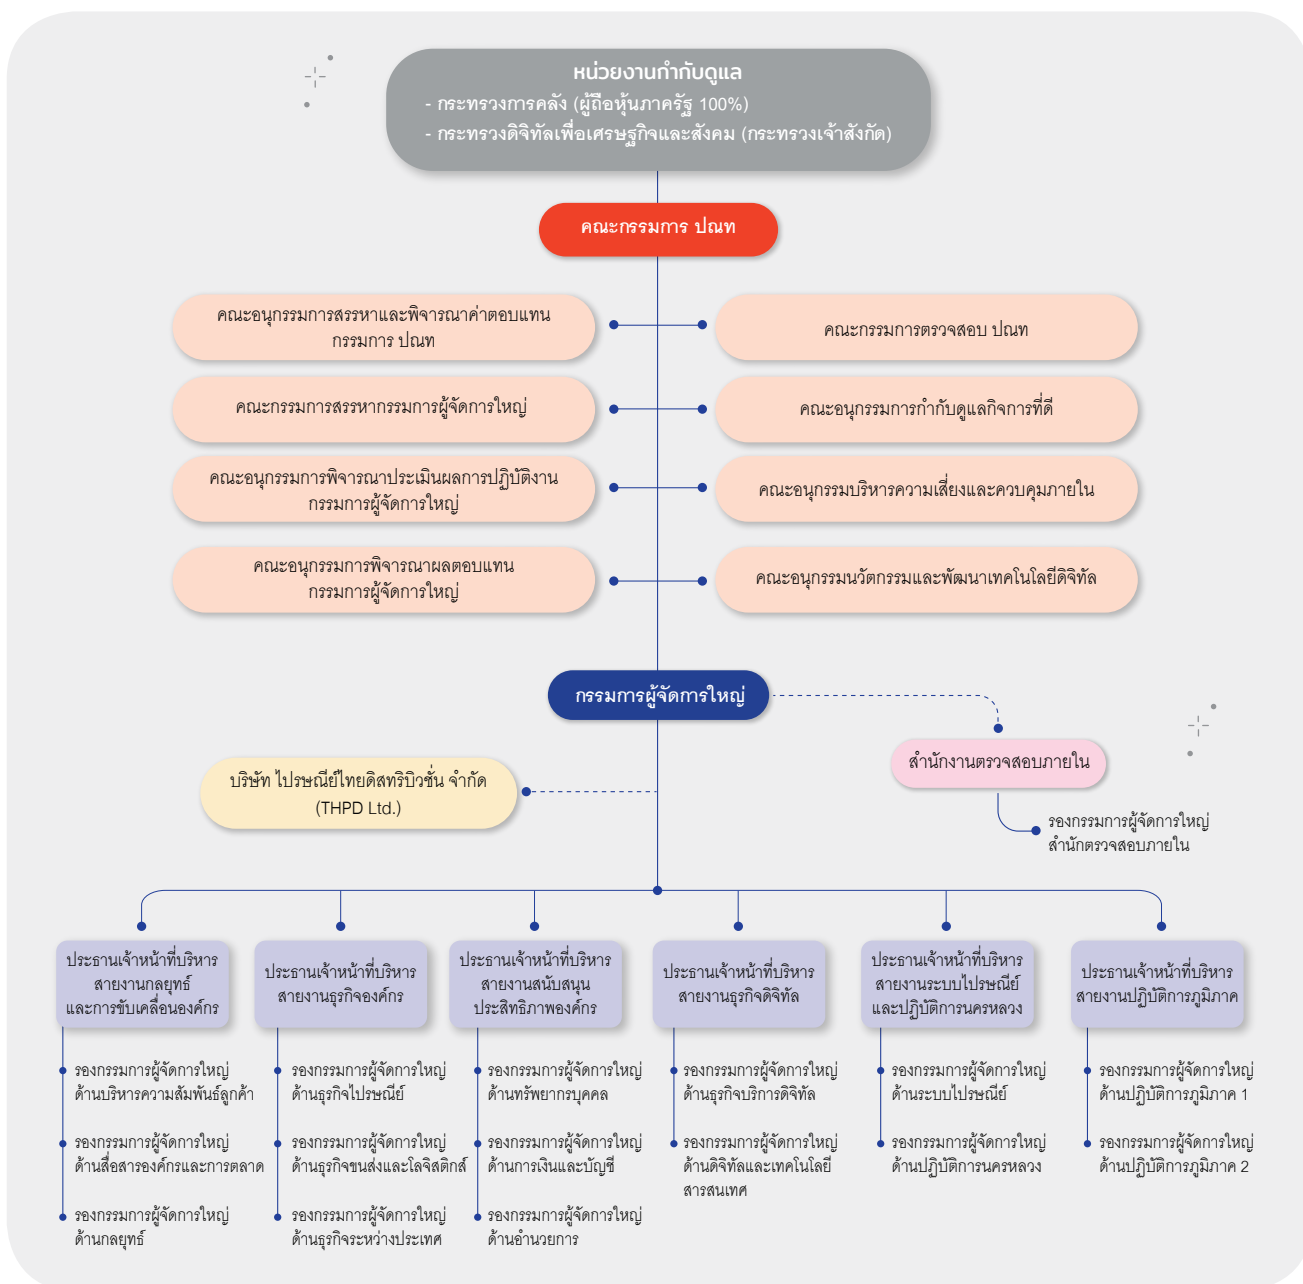 หน่วยงานกำกับดูแล
- กระทรวงการคลัง (ผู้ถือหุ้นภาครัฐ 100%)
- กระทรวงดิจิทัลเพื่อเศรษฐกิจและสังคม (กระทรวงเจ้าสังกัด)
คณะกรรมการ ปณท
คณะอนุกรรมการสรรหาและพิจารณาค่าตอบแทน
กรรมการ ปณท
คณะกรรมการตรวจสอบ ปณท
คณะกรรมการสรรหากรรมการผู้จัดการใหญ่
คณะอนุกรรมการกำกับดูแลกิจการที่ดี
คณะอนุกรรมการพิจารณาประเมินผลการปฏิบัติงาน
กรรมการผู้จัดการใหญ่
คณะอนุกรรมบริหารความเสี่ยงและควบคุมภายใน
คณะอนุกรรมการพิจารณาผลตอบแทน
กรรมการผู้จัดการใหญ่
คณะอนุกรรมนวัตกรรมและพัฒนาเทคโนโลยีดิจิทัล
กรรมการผู้จัดการใหญ่
สำนักงานตรวจสอบภายใน
บริษัท ไปรษณีย์ไทยดิสทริบิวชั่น จำกัด
(THPD Ltd.)
รองกรรมการผู้จัดการใหญ่
สำนักตรวจสอบภายใน
ประธานเจ้าหน้าที่บริหาร
สายงานกลยุทธ์
และการขับเคลื่อนองค์กร
รองกรรมการผู้จัดการใหญ่
ด้านบริหารความสัมพันธ์ลูกค้า
รองกรรมการผู้จัดการใหญ่
ด้านสื่อสารองค์กรและการตลาด
รองกรรมการผู้จัดการใหญ่
ด้านกลยุทธ์
ประธานเจ้าหน้าที่บริหาร
สายงานธุรกิจองค์กร
รองกรรมการผู้จัดการใหญ่
ด้านธุรกิจไปรษณีย์
รองกรรมการผู้จัดการใหญ่
ด้านธุรกิจขนส่งและโลจิสติกส์
รองกรรมการผู้จัดการใหญ่
ด้านธุรกิจระหว่างประเทศ
ประธานเจ้าหน้าที่บริหาร
สายงานสนับสนุน
ประสิทธิภาพองค์กร
รองกรรมการผู้จัดการใหญ่
ด้านทรัพยากรบุคคล
รองกรรมการผู้จัดการใหญ่
ด้านการเงินและบัญชี
รองกรรมการผู้จัดการใหญ่
ด้านอำนวยการ
ประธานเจ้าหน้าที่บริหาร
สายงานธุรกิจดิจิทัล
รองกรรมการผู้จัดการใหญ่
ด้านธุรกิจบริการดิจิทัล
รองกรรมการผู้จัดการใหญ่
ด้านดิจิทัลและเทคโนโลยี
สารสนเทศ
ประธานเจ้าหน้าที่บริหาร
สายงานระบบไปรษณีย์
และปฏิบัติการนครหลวง
รองกรรมการผู้จัดการใหญ่
ด้านระบบไปรษณีย์
รองกรรมการผู้จัดการใหญ่
ด้านปฏิบัติการนครหลวง
ประธานเจ้าหน้าที่บริหาร
สายงานปฏิบัติการภูมิภาค
รองกรรมการผู้จัดการใหญ่
ด้านปฏิบัติการภูมิภาค 1
รองกรรมการผู้จัดการใหญ่
ด้านปฏิบัติการภูมิภาค 2